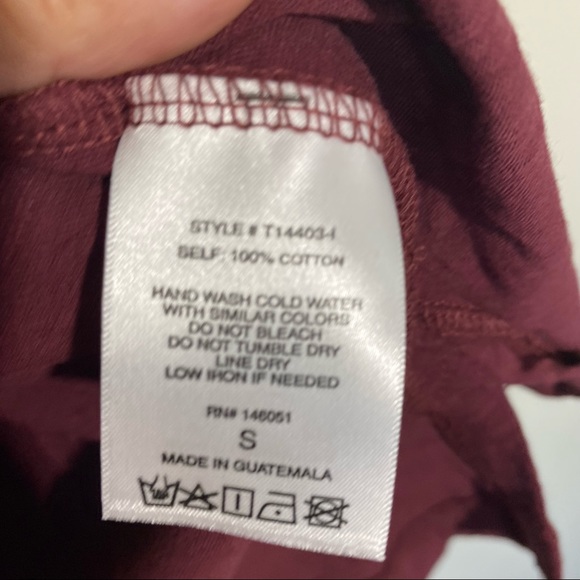 STYLE # T14403-I
SELF: 100% COTTON
HAND WASH COLD WATER
WITH SIMILAR COLORS
DO NOT BLEACH
DO NOT TUMBLE DRY
LINE DRY
LOW IRON IF NEEDED
RN# 146051
S
MADE IN GUATEMALA